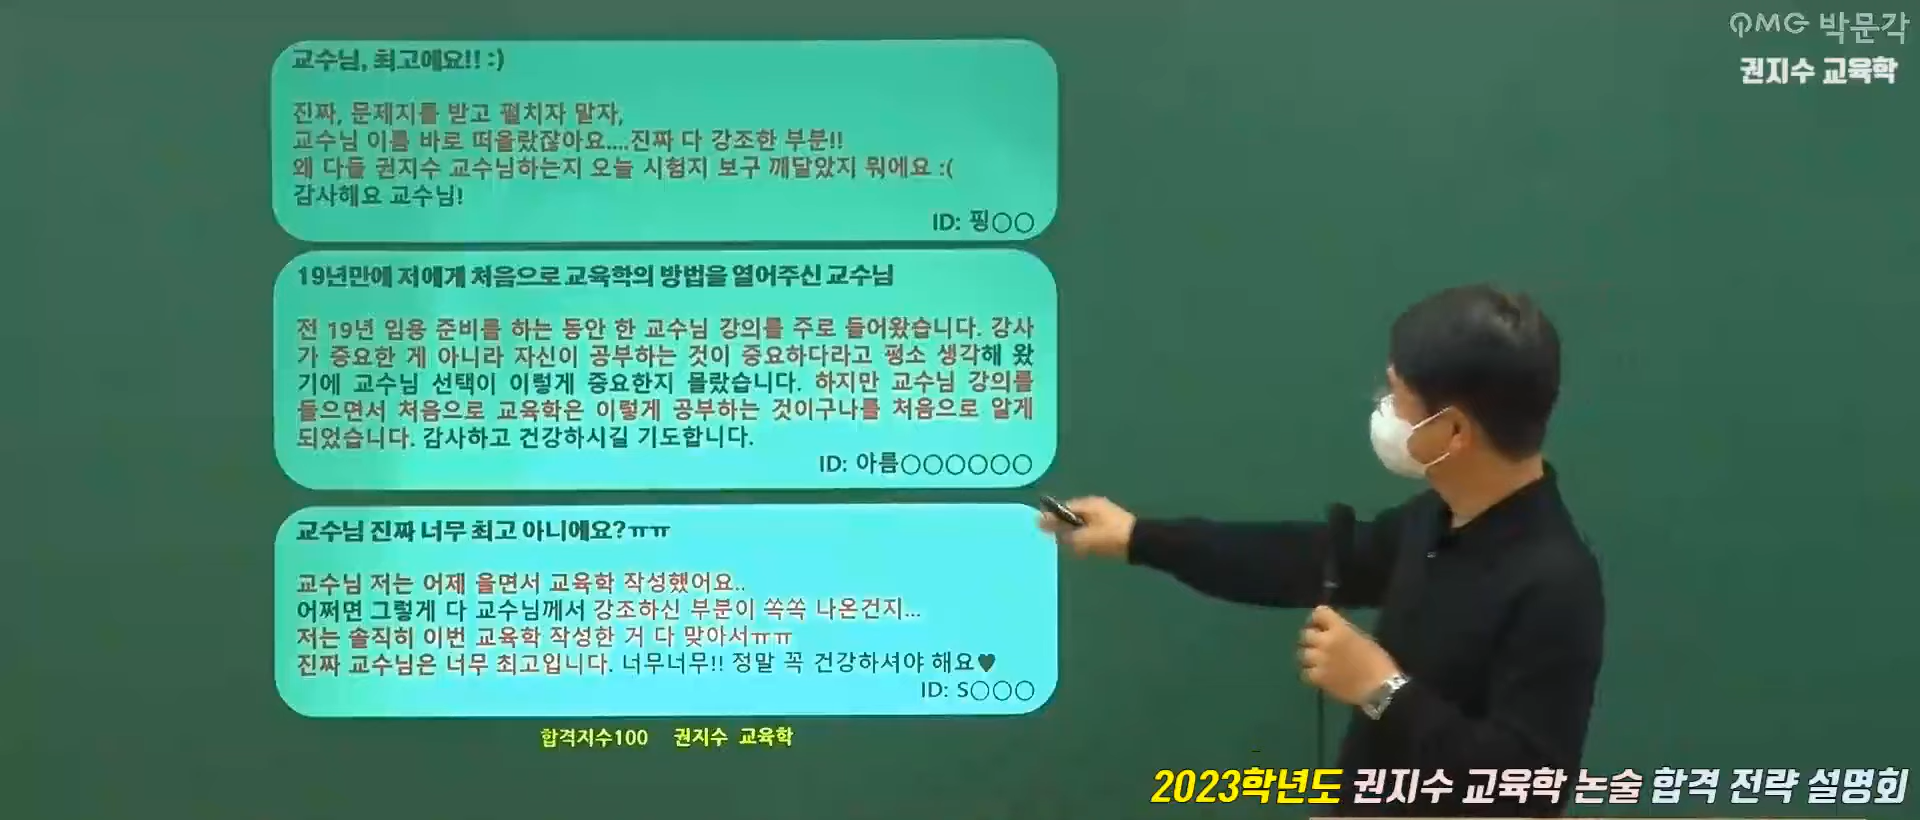 PMG 박문각
권지수 교육학
교수님, 최고에요!! :)
진짜, 문제지를 받고 펼치자 말자,
교수님 이름 바로 떠올랐잖아요....진짜 다 강조한 부분!!
왜 다들 권지수 교수님하는지 오늘 시험지 보구 깨달았지 뭐에요 :(
감사해요 교수님!
ID: 핑○○
19년만에 저에게 처음으로 교육학의 방법을 열어주신 교수님
전 19년 임용 준비를 하는 동안 한 교수님 강의를 주로 들어왔습니다. 강사
가 중요한 게 아니라 자신이 공부하는 것이 중요하다라고 평소 생각해 왔
기에 교수님 선택이 이렇게 중요한지 몰랐습니다. 하지만 교수님 강의를
들으면서 처음으로 교육학은 이렇게 공부하는 것이구나를 처음으로 알게
되었습니다. 감사하고 건강하시길 기도합니다.
ID: 아름○○○○○○
교수님 진짜 너무 최고 아니에요?ㅠㅠ
교수님 저는 어제 울면서 교육학 작성했어요..
어쩌면 그렇게 다 교수님께서 강조하신 부분이 쏙쏙 나온건지...
저는 솔직히 이번 교육학 작성한 거 다 맞아서ㅠㅠ
진짜 교수님은 너무 최고입니다. 너무너무!! 정말 꼭 건강하셔야 해요♥
ID: S○○○
합격지수100 권지수 교육학
2023학년도 권지수 교육학 논술 합격 전략 설명회